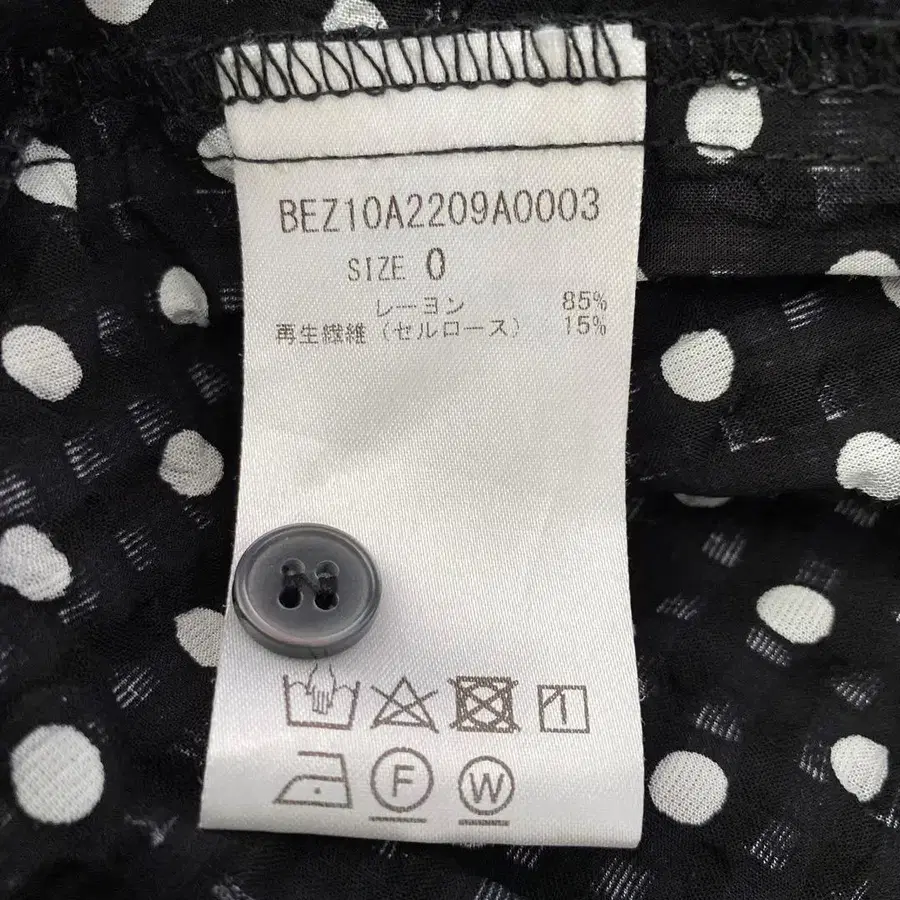 BEZ10A2209A0003
SIZE 0
レーヨン 85%
再生繊維（セルロース） 15%
F W